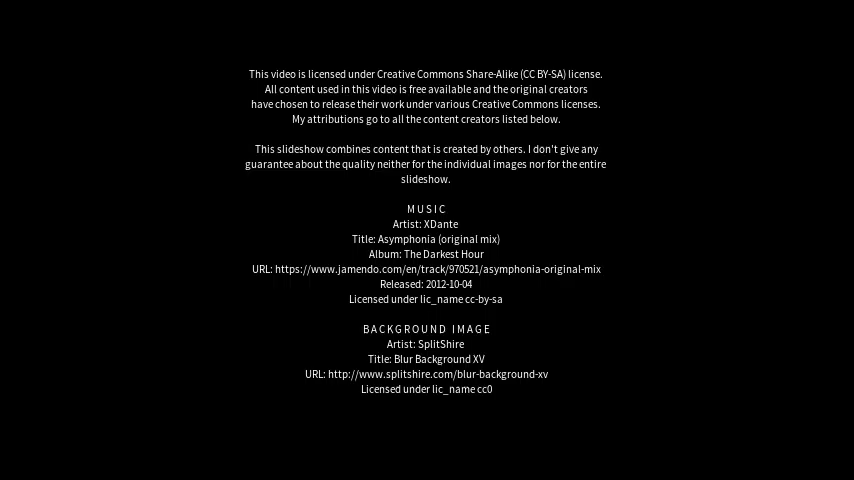 This video is licensed under Creative Commons Share-Alike (CC BY-SA) license.
All content used in this video is free available and the original creators
have chosen to release their work under various Creative Commons licenses.
My attributions go to all the content creators listed below.
This slideshow combines content that is created by others. I don't give any
guarantee about the quality neither for the individual images nor for the entire
slideshow.
M U S I C
Artist: XDante
Title: Asymphonia (original mix)
Album: The Darkest Hour
URL: https://www.jamendo.com/en/track/970521/asymphonia-original-mix
Released: 2012-10-04
Licensed under lic_name cc-by-sa
B A C K G R O U N D   I M A G E
Artist: SplitShire
Title: Blur Background XV
URL: http://www.splitshire.com/blur-background-xv
Licensed under lic_name cc0